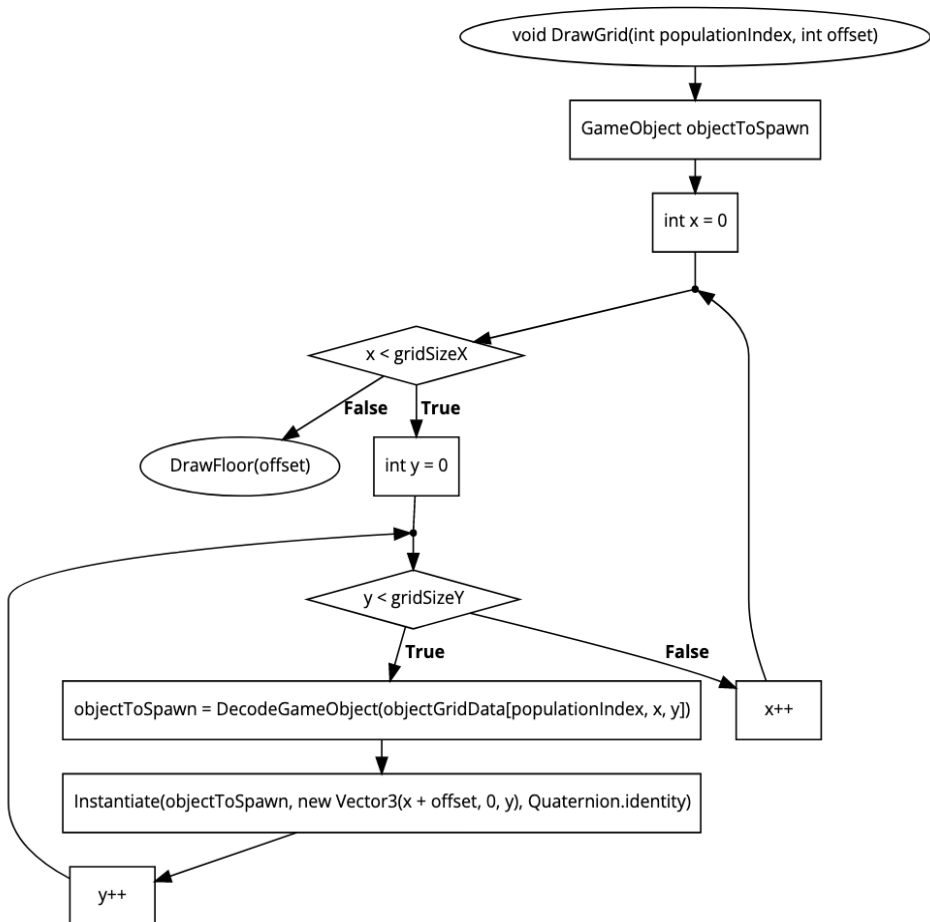 void DrawGrid(int populationIndex, int offset)
GameObject objectToSpawn
int x = 0
x < gridSizeX
False
True
DrawFloor(offset)
int y = 0
y < gridSizeY
True
False
objectToSpawn = DecodeGameObject(objectGridData[populationIndex, x, y])
x++
Instantiate(objectToSpawn, new Vector3(x + offset, 0, y), Quaternion.identity)
y++